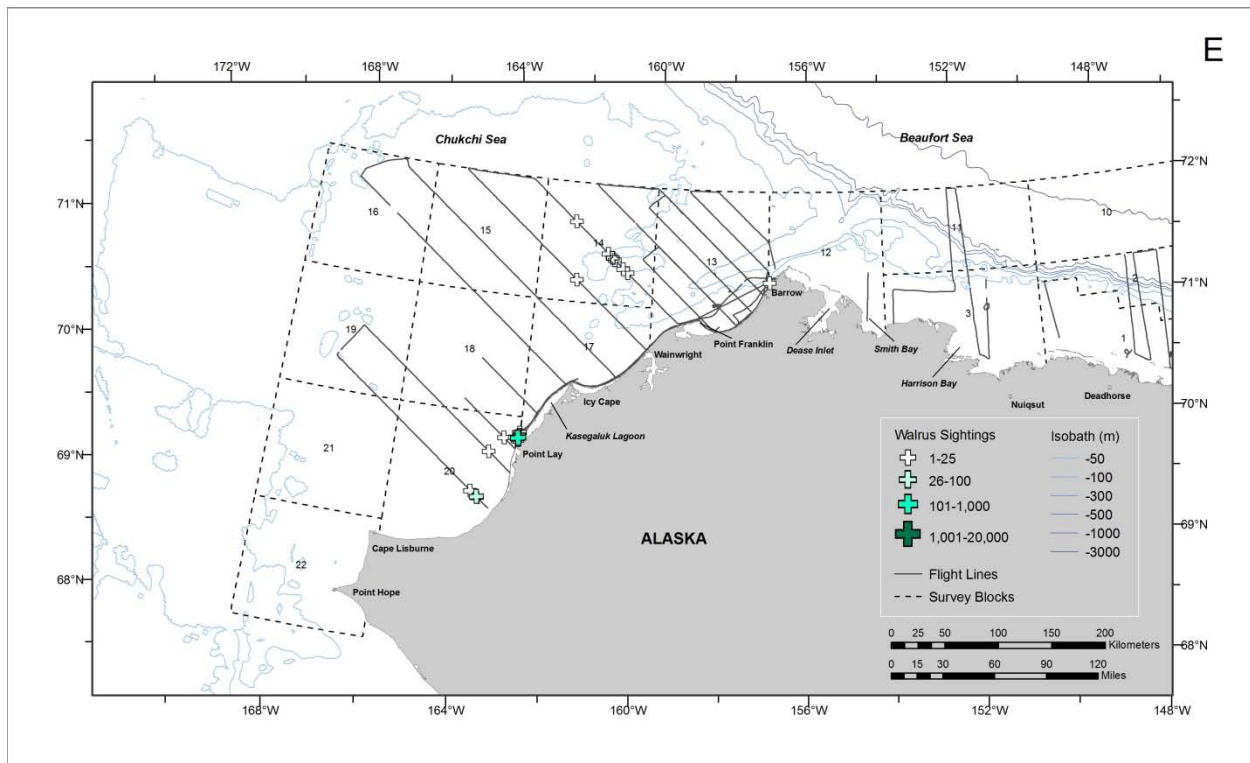 E
172°W 168°W 164°W 160°W 156°W 152°W 148°W
Chukchi Sea
Beaufort Sea
72°N
71°N
16
15
14
13
12
11
10
2
71°N
Barrow
70°N
19
18
17
3
1
Wainwright
Point Franklin
Dease Inlet
Smith Bay
Harrison Bay
Nuiqsut
Deadhorse
Icy Cape
Kasegaluk Lagoon
70°N
69°N
21
20
Point Lay
Cape Lisburne
ALASKA
69°N
68°N
22
Point Hope
68°N
Walrus Sightings
1-25
26-100
101-1,000
1,001-20,000
Isobath (m)
-50
-100
-300
-500
-1000
-3000
Flight Lines
Survey Blocks
0 25 50 100 150 200
Kilometers
0 15 30 60 90 120
Miles
168°W 164°W 160°W 156°W 152°W 148°W